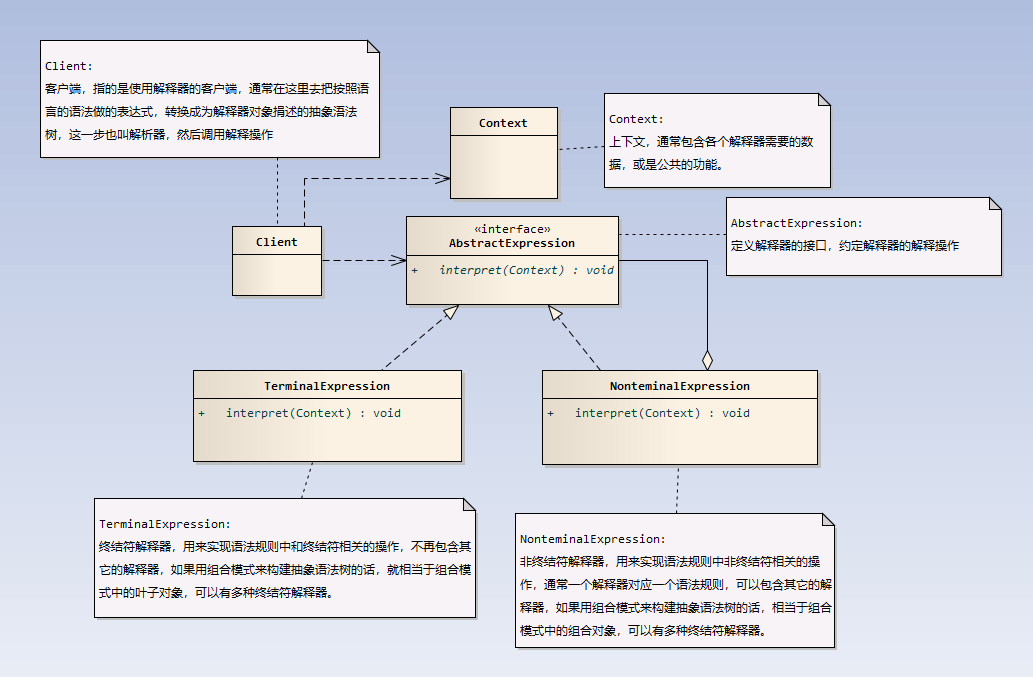 Client:
客户端，指的是使用解释器的客户端，通常在这里去把按照语
言的语法做的表达式，转换成为解释器对象捐述的抽象语法
树，这一步也叫解析器，然后调用解释操作
Context
Context:
上下文，通常包含各个解释器需要的数
据，或是公共的功能。
AbstractExpression:
定义解释器的接口，约定解释器的解释操作
Client
«interface»
AbstractExpression
+ interpret(Context) : void
TerminalExpression
+ interpret(Context) : void
NonteminalExpression
+ interpret(Context) : void
TerminalExpression:
终结符解释器，用来实现语法规则中和终结符相关的操作，不再包含其
它的解释器，如果用组合模式来构建抽象语法树的话，就相当于组合模
式中的叶子对象，可以有多种终结符解释器。
NonteminalExpression:
非终结符解释器，用来实现语法规则中非终结符相关的操
作，通常一个解释器对应一个语法规则，可以包含其它的解
释器，如果用组合模式来构建抽象语法树的话，相当于组合
模式中的组合对象，可以有多种终结符解释器。